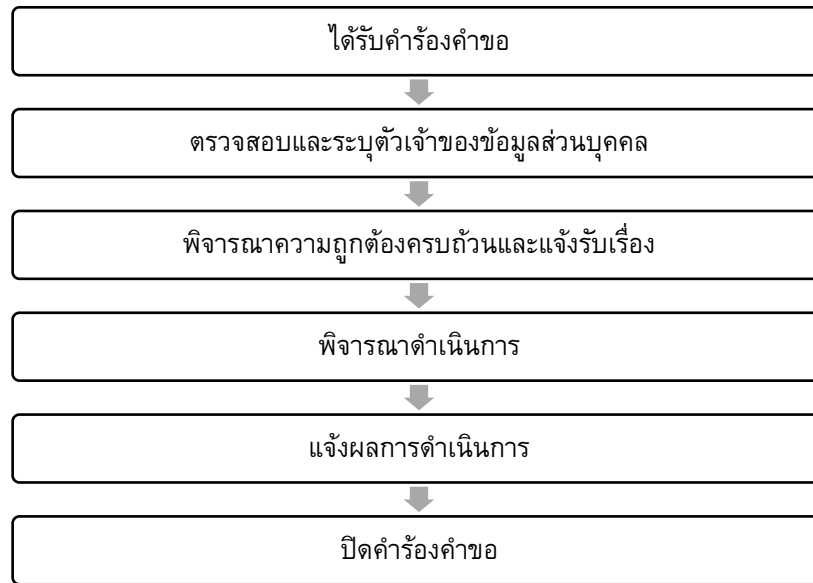 ได้รับคำร้องคำขอ
ตรวจสอบและระบุตัวเจ้าของข้อมูลส่วนบุคคล
พิจารณาความถูกต้องครบถ้วนและแจ้งรับเรื่อง
พิจารณาดำเนินการ
แจ้งผลการดำเนินการ
ปิดคำร้องคำขอ